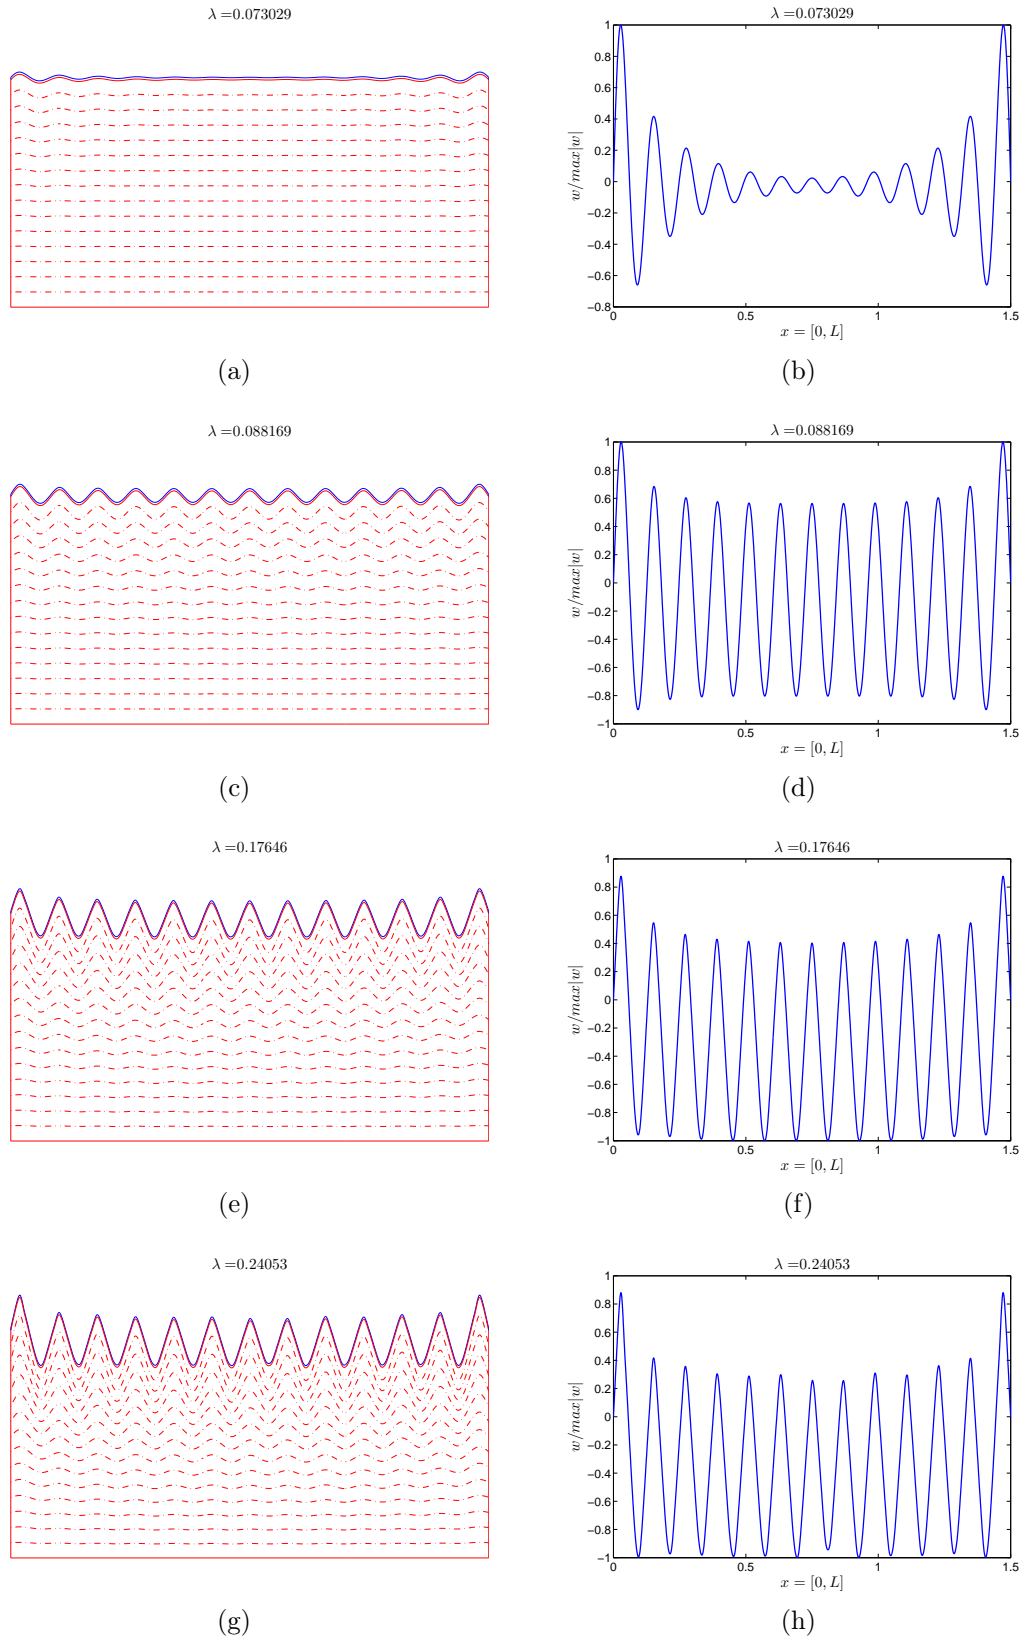 λ =0.073029
λ =0.073029
1
0.8
0.6
0.4
0.2
0
−0.2
−0.4
−0.6
−0.8
w/max|w|
0 0.5 1 1.5
x = [0, L]
(a)
(b)
λ =0.088169
λ =0.088169
1
0.8
0.6
0.4
0.2
0
−0.2
−0.4
−0.6
−0.8
−1
w/max|w|
0 0.5 1 1.5
x = [0, L]
(c)
(d)
λ =0.17646
λ =0.17646
1
0.8
0.6
0.4
0.2
0
−0.2
−0.4
−0.6
−0.8
−1
w/max|w|
0 0.5 1 1.5
x = [0, L]
(e)
(f)
λ =0.24053
λ =0.24053
1
0.8
0.6
0.4
0.2
0
−0.2
−0.4
−0.6
−0.8
−1
w/max|w|
0 0.5 1 1.5
x = [0, L]
(g)
(h)